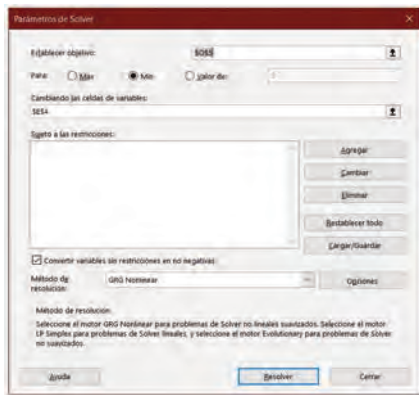 Parámetros de Solver
Establecer objetivo:
Para:
Máx
Mín
Valor de:
Cambiando las celdas de variables:
$E$4
Sujeto a las restricciones:
Agregar
Cambiar
Eliminar
Restablecer todo
Cargar/Guardar
Convertir variables sin restricciones en no negativas
Método de resolución:
GRG Nonlinear
Opciones
Método de resolución
Seleccione el motor GRG Nonlinear para problemas de Solver no lineales suavizados. Seleccione el motor
LP Simplex para problemas de Solver lineales, y seleccione el motor Evolutionary para problemas de Solver
no suavizados.
Ayuda
Resolver
Cerrar